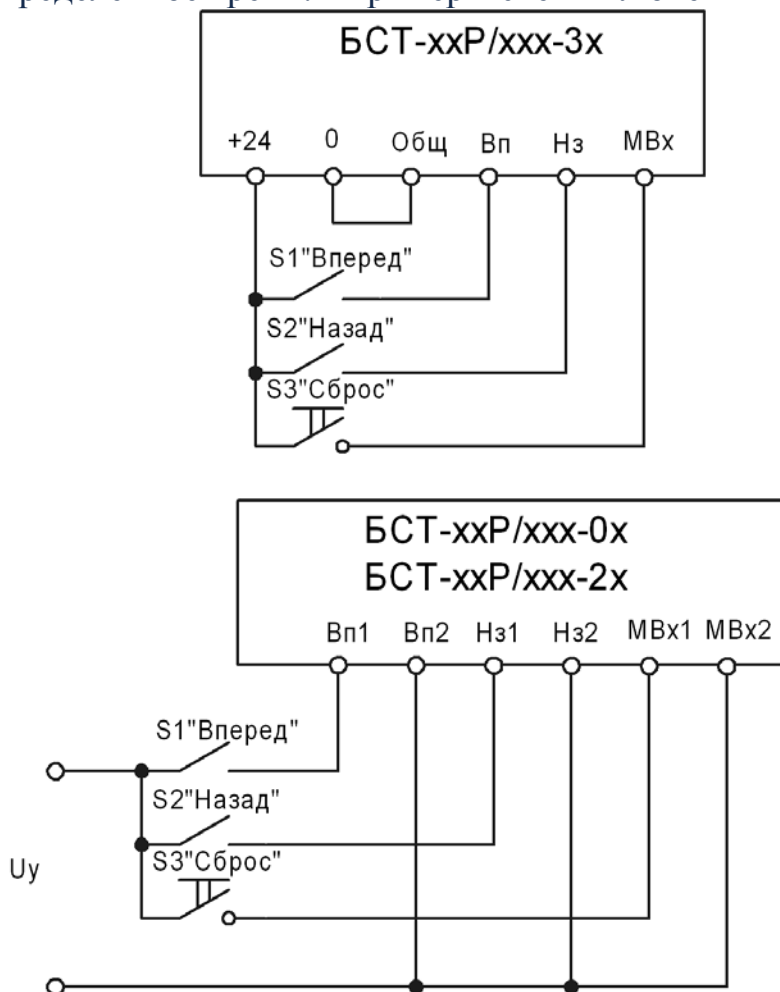 БСТ-ххР/ххх-3х
+24 0 Общ Вп Нз МВх
S1"Вперед"
S2"Назад"
S3"Сброс"
БСТ-ххР/ххх-0х
БСТ-ххР/ххх-2х
Вп1 Вп2 Нз1 Нз2 МВх1 МВх2
S1"Вперед"
S2"Назад"
S3"Сброс"
Uy